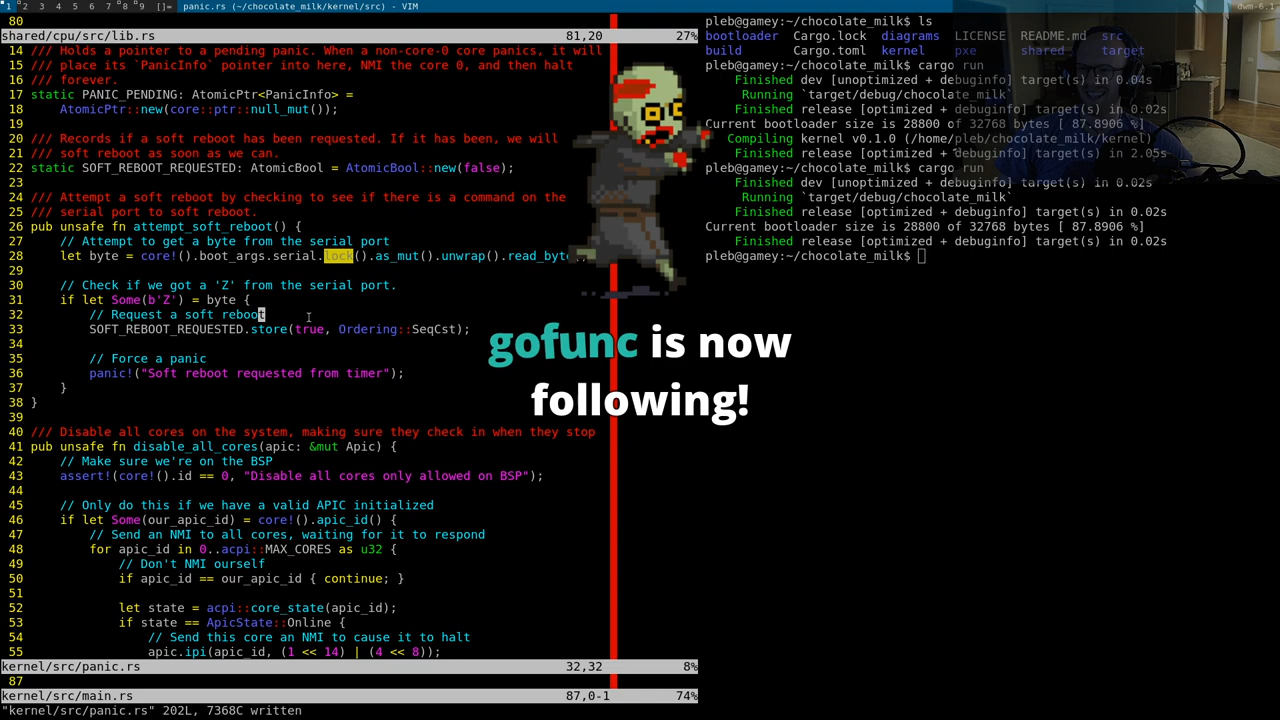 1 2 3 4 5 6 7 8 9 panic.rs (~/chocolate_milk/kernel/src) - VIM
dwm-6.1
80
shared/cpu/src/lib.rs 81,20 27%
14 /// Holds a pointer to a pending panic. When a non-core-0 core panics, it will
15 /// place its `PanicInfo` pointer into here, NMI the core 0, and then halt
16 /// forever.
17 static PANIC_PENDING: AtomicPtr<PanicInfo> =
18     AtomicPtr::new(core::ptr::null_mut());
19
20 /// Records if a soft reboot has been requested. If it has been, we will
21 /// soft reboot as soon as we can.
22 static SOFT_REBOOT_REQUESTED: AtomicBool = AtomicBool::new(false);
23
24 /// Attempt a soft reboot by checking to see if there is a command on the
25 /// serial port to soft reboot.
26 pub unsafe fn attempt_soft_reboot() {
27     // Attempt to get a byte from the serial port
28     let byte = core!().boot_args.serial.lock().as_mut().unwrap().read_byte
29
30     // Check if we got a 'Z' from the serial port.
31     if let Some(b'Z') = byte {
32         // Request a soft reboot
33         SOFT_REBOOT_REQUESTED.store(true, Ordering::SeqCst);
34
35         // Force a panic
36         panic!("Soft reboot requested from timer");
37     }
38 }
39
40 /// Disable all cores on the system, making sure they check in when they stop
41 pub unsafe fn disable_all_cores(apic: &mut Apic) {
42     // Make sure we're on the BSP
43     assert!(core!().id == 0, "Disable all cores only allowed on BSP");
44
45     // Only do this if we have a valid APIC initialized
46     if let Some(our_apic_id) = core!().apic_id() {
47         // Send an NMI to all cores, waiting for it to respond
48         for apic_id in 0..acpi::MAX_CORES as u32 {
49             // Don't NMI ourself
50             if apic_id == our_apic_id { continue; }
51
52             let state = acpi::core_state(apic_id);
53             if state == ApicState::Online {
54                 // Send this core an NMI to cause it to halt
55                 apic.ipi(apic_id, (1 << 14) | (4 << 8));
kernel/src/panic.rs 32,32 8%
87
kernel/src/main.rs 87,0-1 74%
"kernel/src/panic.rs" 202L, 7368C written
pleb@gamey:~/chocolate_milk$ ls
bootloader Cargo.lock diagrams LICENSE README.md src
build Cargo.toml kernel pxe shared target
pleb@gamey:~/chocolate_milk$ cargo run
Finished dev [unoptimized + debuginfo] target(s) in 0.04s
Running `target/debug/chocolate_milk`
Finished release [optimized + debuginfo] target(s) in 0.02s
Current bootloader size is 28800 of 32768 bytes [ 87.8906 %]
Compiling kernel v0.1.0 (/home/pleb/chocolate_milk/kernel)
Finished release [optimized + debuginfo] target(s) in 2.05s
pleb@gamey:~/chocolate_milk$ cargo run
Finished dev [unoptimized + debuginfo] target(s) in 0.02s
Running `target/debug/chocolate_milk`
Finished release [optimized + debuginfo] target(s) in 0.02s
Current bootloader size is 28800 of 32768 bytes [ 87.8906 %]
Finished release [optimized + debuginfo] target(s) in 0.02s
pleb@gamey:~/chocolate_milk$
gofunc is now
following!